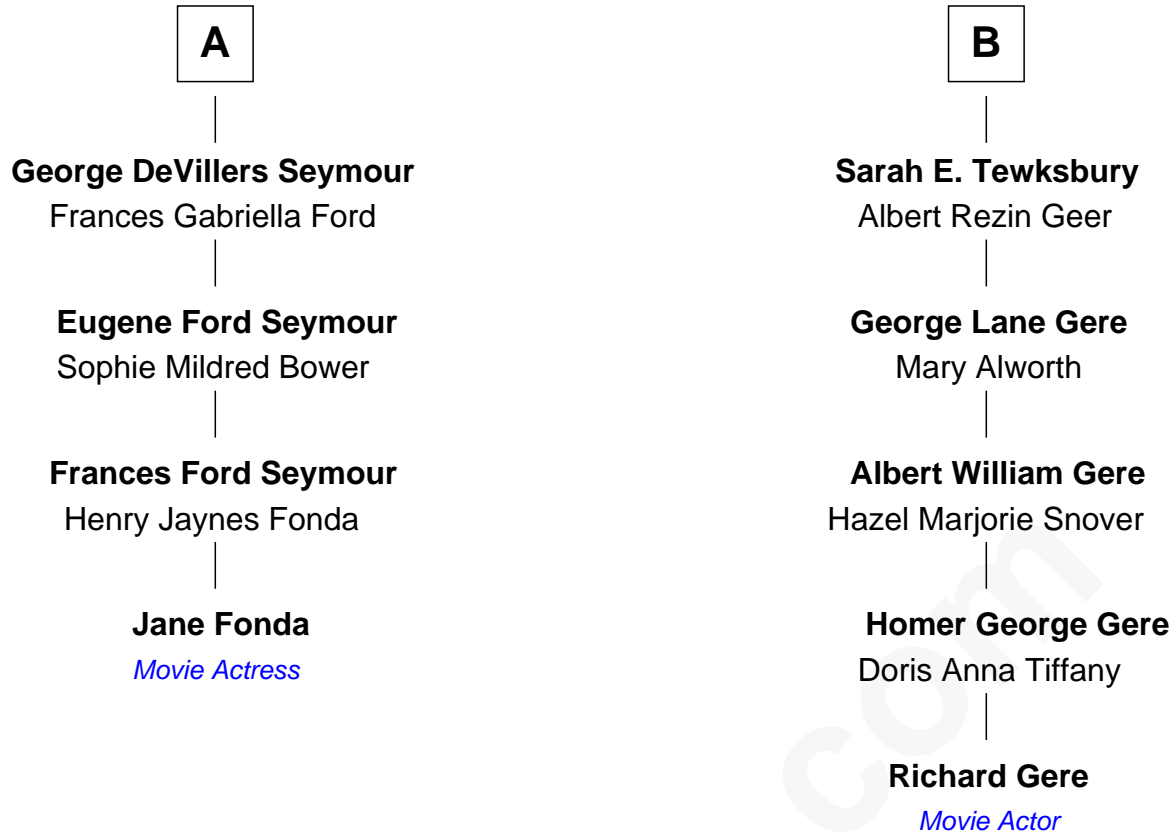 A
George DeVillers Seymour
Frances Gabriella Ford
Eugene Ford Seymour
Sophie Mildred Bower
Frances Ford Seymour
Henry Jaynes Fonda
Jane Fonda
Movie Actress
B
Sarah E. Tewksbury
Albert Rezin Geer
George Lane Gere
Mary Alworth
Albert William Gere
Hazel Marjorie Snover
Homer George Gere
Doris Anna Tiffany
Richard Gere
Movie Actor
com